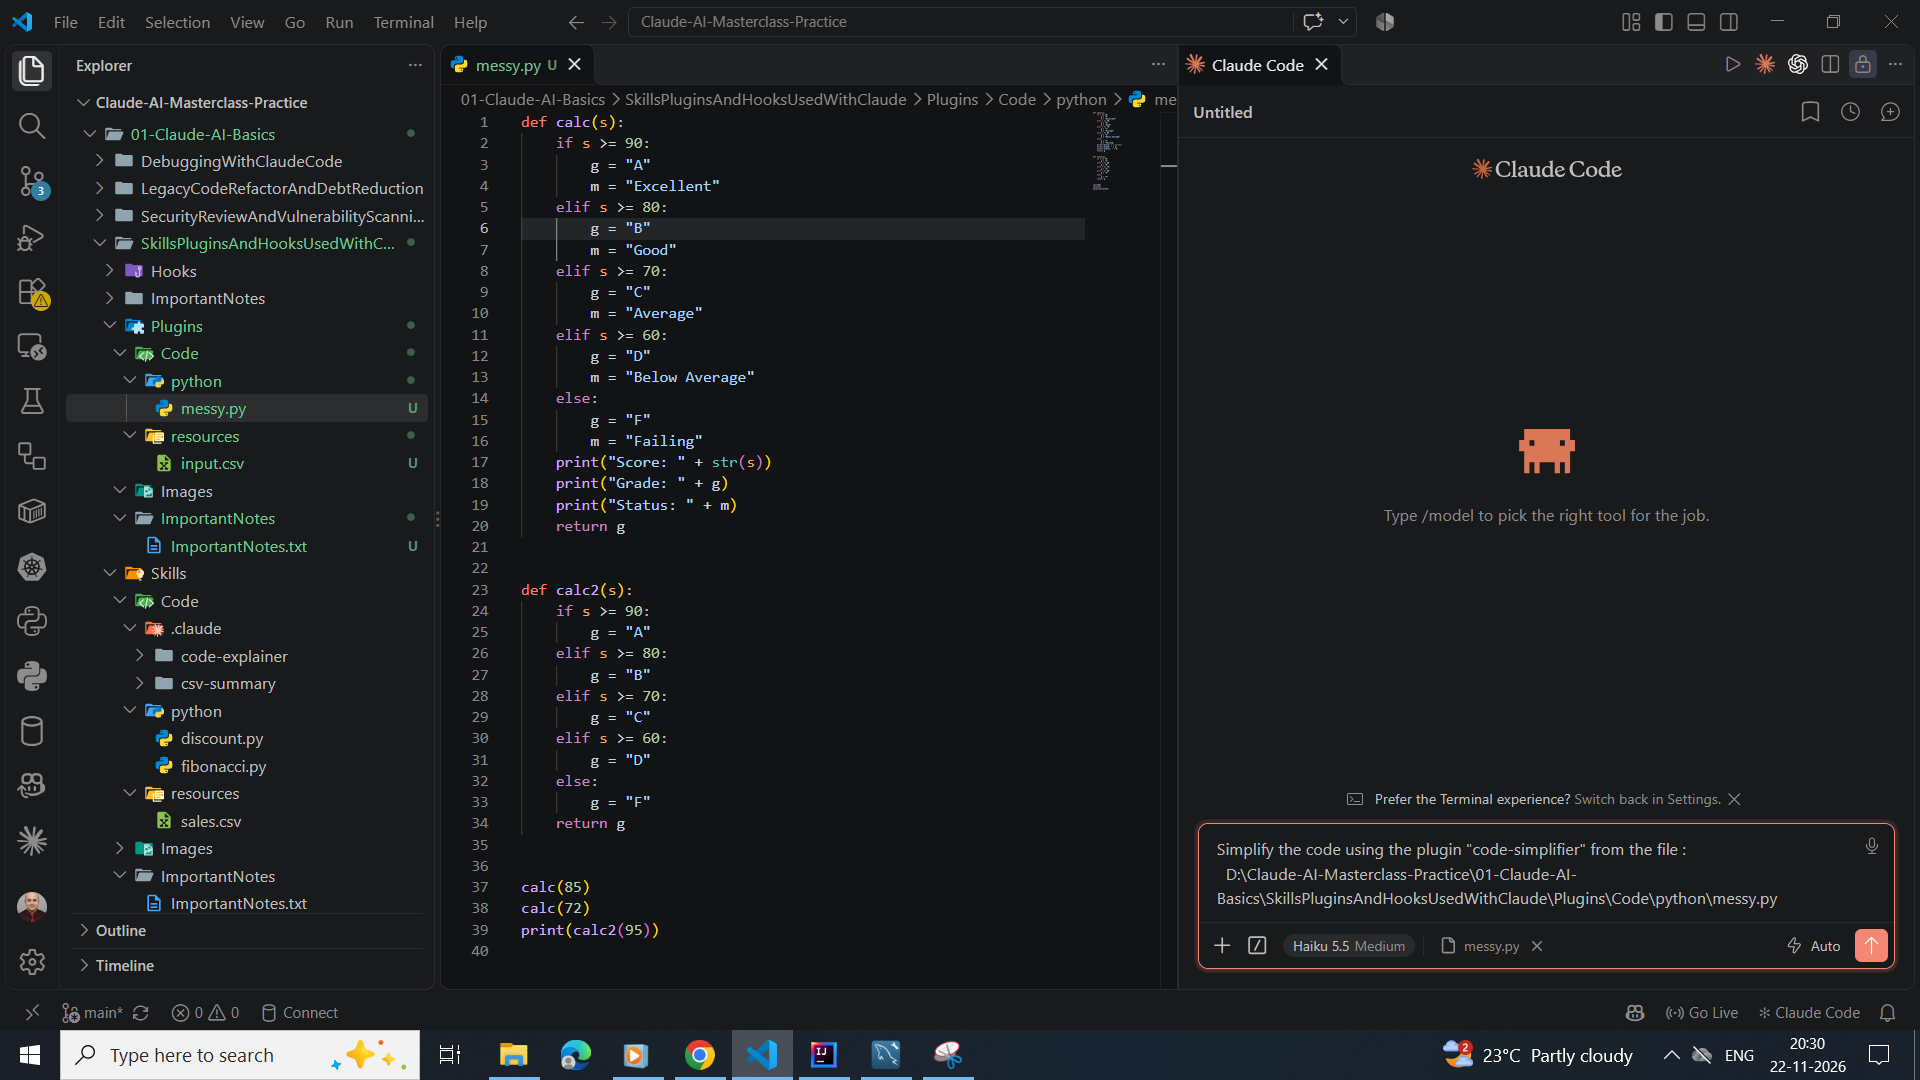 File Edit Selection View Go Run Terminal Help
Claude-AI-Masterclass-Practice
Explorer
Claude-AI-Masterclass-Practice
01-Claude-AI-Basics
DebuggingWithClaudeCode
LegacyCodeRefactorAndDebtReduction
SecurityReviewAndVulnerabilityScanni...
SkillsPluginsAndHooksUsedWithC...
Hooks
ImportantNotes
Plugins
Code
python
messy.py U
resources
input.csv U
Images
ImportantNotes
ImportantNotes.txt U
Skills
Code
.claude
code-explainer
csv-summary
python
discount.py
fibonacci.py
resources
sales.csv
Images
ImportantNotes
ImportantNotes.txt
Outline
Timeline
3
messy.py U
01-Claude-AI-Basics > SkillsPluginsAndHooksUsedWithClaude > Plugins > Code > python > me
1 def calc(s):
2 if s >= 90:
3 g = "A"
4 m = "Excellent"
5 elif s >= 80:
6 g = "B"
7 m = "Good"
8 elif s >= 70:
9 g = "C"
10 m = "Average"
11 elif s >= 60:
12 g = "D"
13 m = "Below Average"
14 else:
15 g = "F"
16 m = "Failing"
17 print("Score: " + str(s))
18 print("Grade: " + g)
19 print("Status: " + m)
20 return g
21
22
23 def calc2(s):
24 if s >= 90:
25 g = "A"
26 elif s >= 80:
27 g = "B"
28 elif s >= 70:
29 g = "C"
30 elif s >= 60:
31 g = "D"
32 else:
33 g = "F"
34 return g
35
36
37 calc(85)
38 calc(72)
39 print(calc2(95))
40
Claude Code
Untitled
Claude Code
Type /model to pick the right tool for the job.
Prefer the Terminal experience? Switch back in Settings.
Simplify the code using the plugin "code-simplifier" from the file :
D:\Claude-AI-Masterclass-Practice\01-Claude-AI-
Basics\SkillsPluginsAndHooksUsedWithClaude\Plugins\Code\python\messy.py
Haiku 5.5 Medium messy.py Auto
main* 0 0 Connect Go Live Claude Code
Type here to search
IJ
2
23°C Partly cloudy
ENG
20:30
22-11-2026